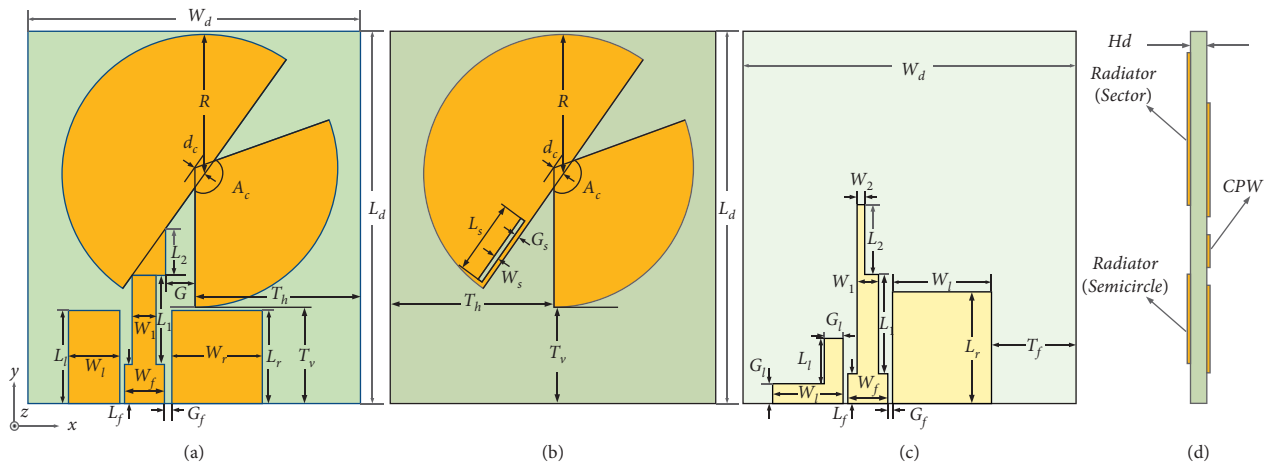 W_d
R
d_c
A_c
L_2
G
T_h
W_1
L_1
L_l
W_l
W_r
L_r
T_v
W_f
L_f
G_f
y
z
x
(a)
L_d
R
d_c
A_c
L_s
G_s
W_s
T_h
T_v
(b)
L_d
W_d
W_2
L_2
W_1
W_l
G_l
L_1
L_l
L_r
T_f
G_l
W_l
W_f
L_f
G_f
(c)
Hd
Radiator
(Sector)
CPW
Radiator
(Semicircle)
(d)